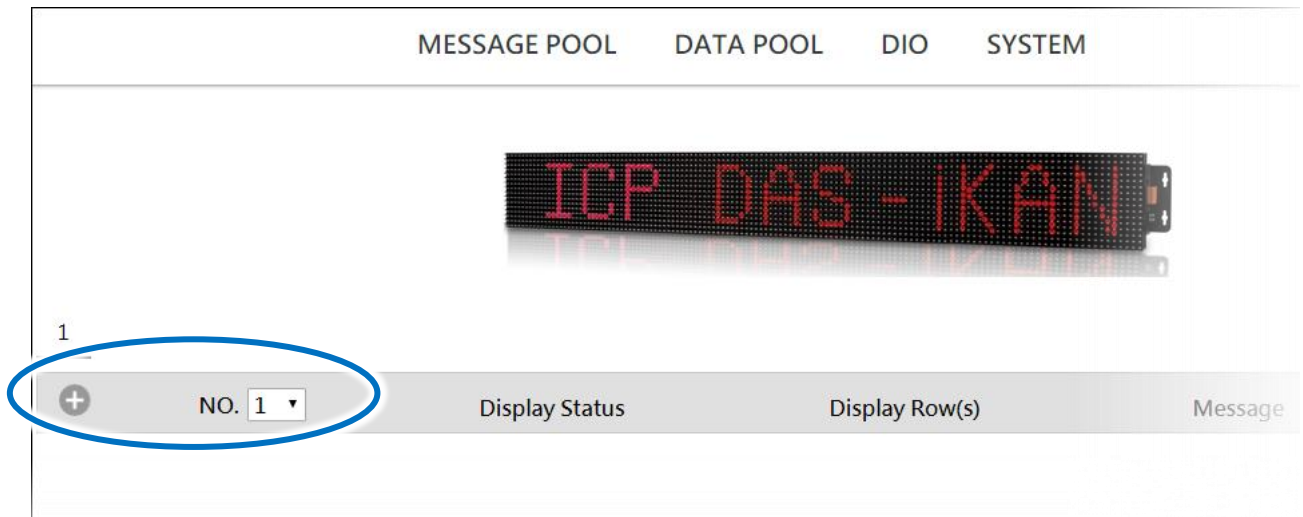 MESSAGE POOL DATA POOL DIO SYSTEM
ICP DAS-iKAN
1
NO. 1 Display Status Display Row(s) Message